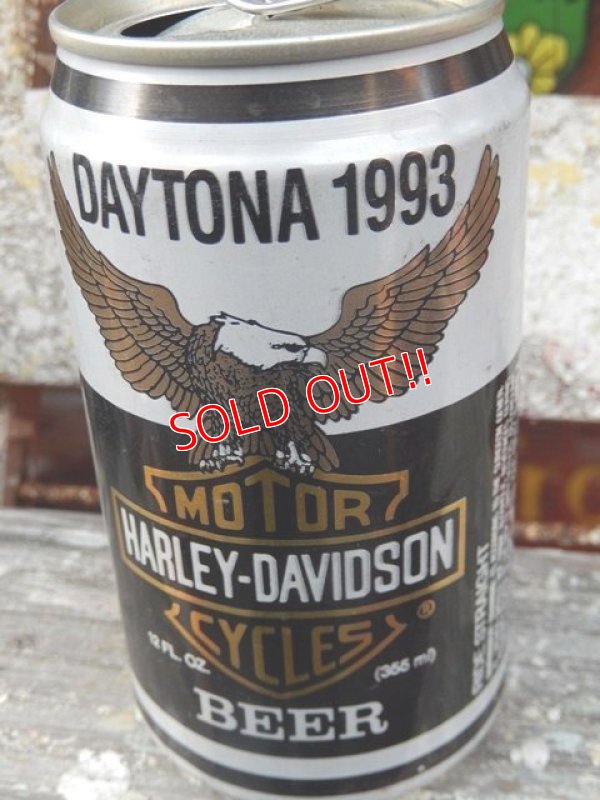 DAYTONA 1993
SOLD OUT!!
MOTOR
HARLEY-DAVIDSON
CYCLES
®
12 FL. OZ.
(355 ml)
BEER